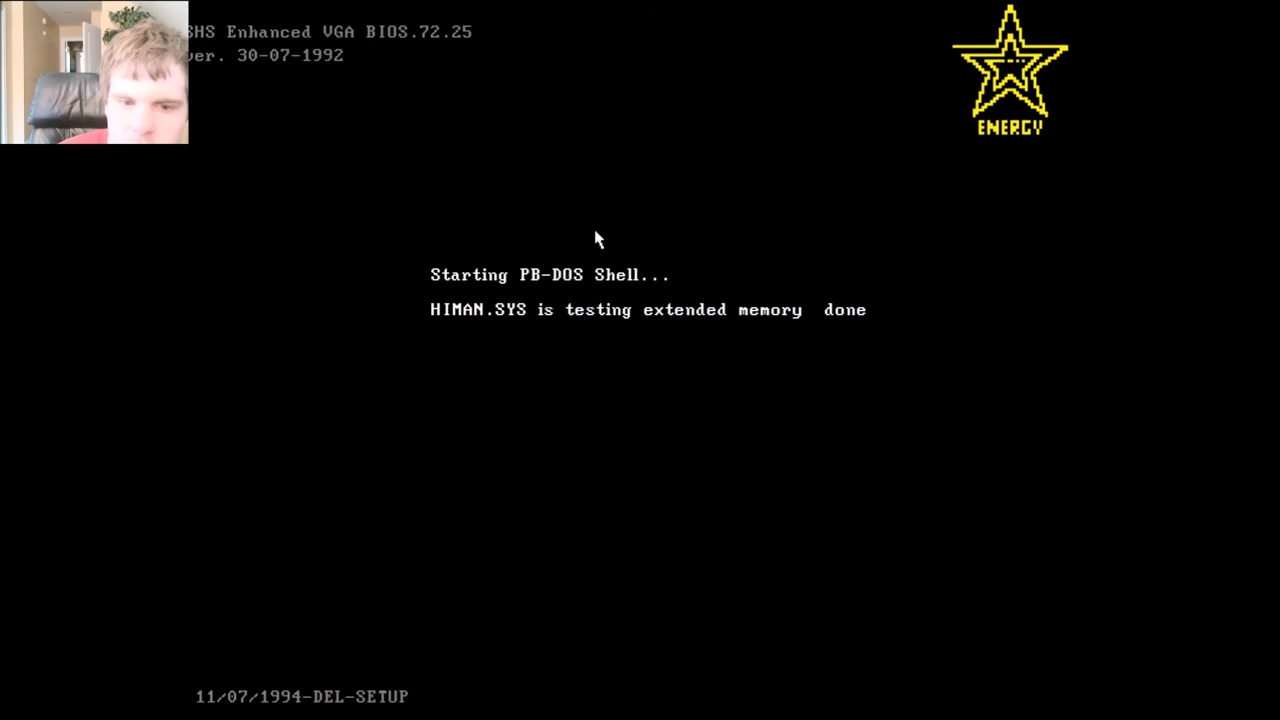 SHS Enhanced VGA BIOS.72.25
ver. 30-07-1992
ENERGY
Starting PB-DOS Shell...
HIMAN.SYS is testing extended memory  done
11/07/1994-DEL-SETUP